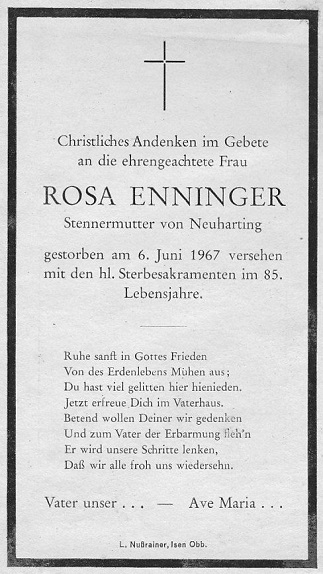 Christliches Andenken im Gebete
an die ehrengeachtete Frau
ROSA ENNINGER
Stennermutter von Neuharting
gestorben am 6. Juni 1967 versehen
mit den hl. Sterbesakramenten im 85.
Lebensjahre.
Ruhe sanft in Gottes Frieden
Von des Erdenlebens Mühen aus;
Du hast viel gelitten hier hienieden.
Jetzt erfreue Dich im Vaterhaus.
Betend wollen Deiner wir gedenken
Und zum Vater der Erbarmung fleh'n
Er wird unsere Schritte lenken,
Daß wir alle froh uns wiedersehn.
Vater unser . . . — Ave Maria . . .
L. Nußrainer, Isen Obb.